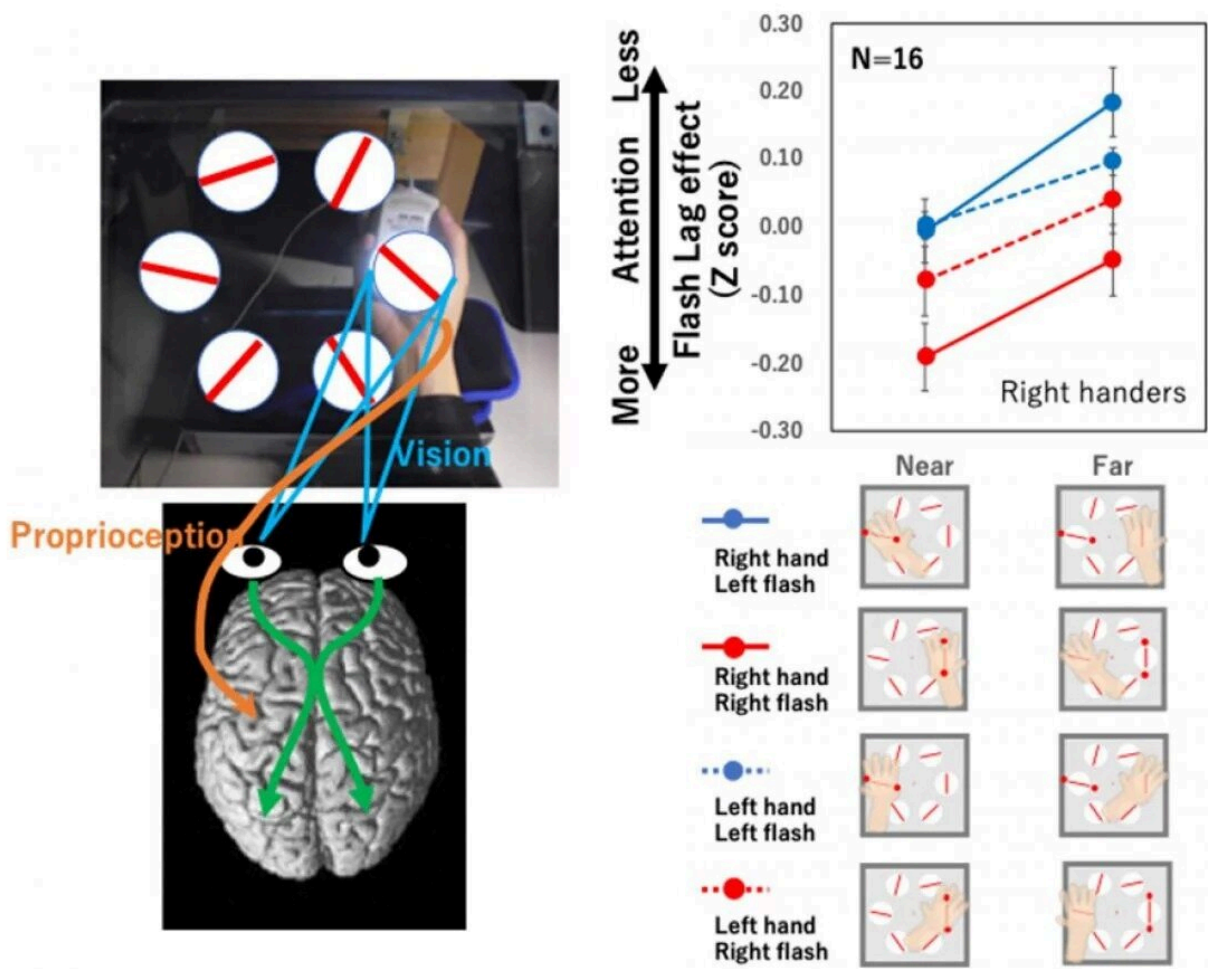 Vision
Proprioception
Less
Attention
More
Flash Lag effect
(Z score)
0.30
0.20
0.10
0.00
-0.10
-0.20
-0.30
N=16
Right handers
Near
Far
Right hand
Left flash
Right hand
Right flash
Left hand
Left flash
Left hand
Right flash